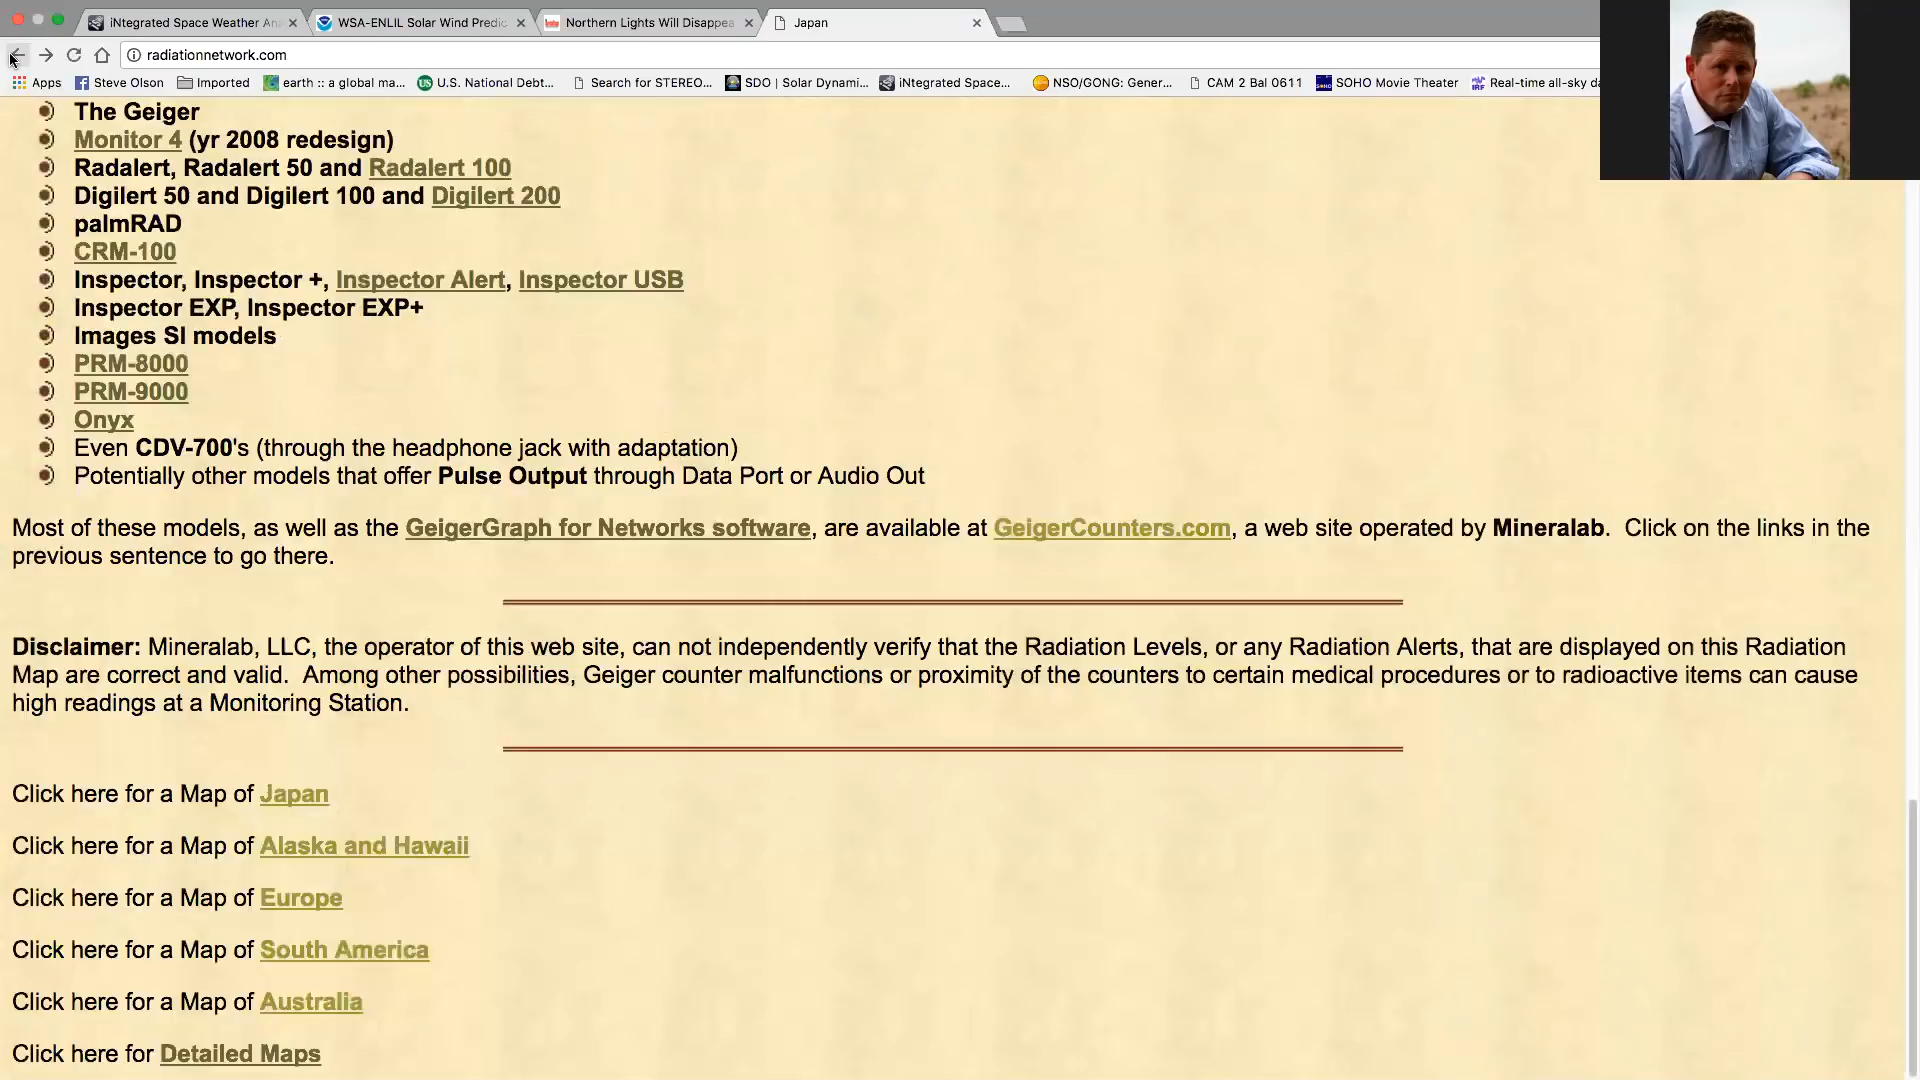 iNtegrated Space Weather An
WSA-ENLIL Solar Wind Predic
Northern Lights Will Disappea
Japan
radiationnetwork.com
Apps
Steve Olson
Imported
earth :: a global ma...
U.S. National Debt...
Search for STEREO...
SDO | Solar Dynami...
iNtegrated Space...
NSO/GONG: Gener...
CAM 2 Bal 0611
SOHO Movie Theater
Real-time all-sky da
The Geiger
Monitor 4 (yr 2008 redesign)
Radalert, Radalert 50 and Radalert 100
Digilert 50 and Digilert 100 and Digilert 200
palmRAD
CRM-100
Inspector, Inspector +, Inspector Alert, Inspector USB
Inspector EXP, Inspector EXP+
Images SI models
PRM-8000
PRM-9000
Onyx
Even CDV-700's (through the headphone jack with adaptation)
Potentially other models that offer Pulse Output through Data Port or Audio Out
Most of these models, as well as the GeigerGraph for Networks software, are available at GeigerCounters.com, a web site operated by Mineralab. Click on the links in the
previous sentence to go there.
Disclaimer: Mineralab, LLC, the operator of this web site, can not independently verify that the Radiation Levels, or any Radiation Alerts, that are displayed on this Radiation
Map are correct and valid. Among other possibilities, Geiger counter malfunctions or proximity of the counters to certain medical procedures or to radioactive items can cause
high readings at a Monitoring Station.
Click here for a Map of Japan
Click here for a Map of Alaska and Hawaii
Click here for a Map of Europe
Click here for a Map of South America
Click here for a Map of Australia
Click here for Detailed Maps